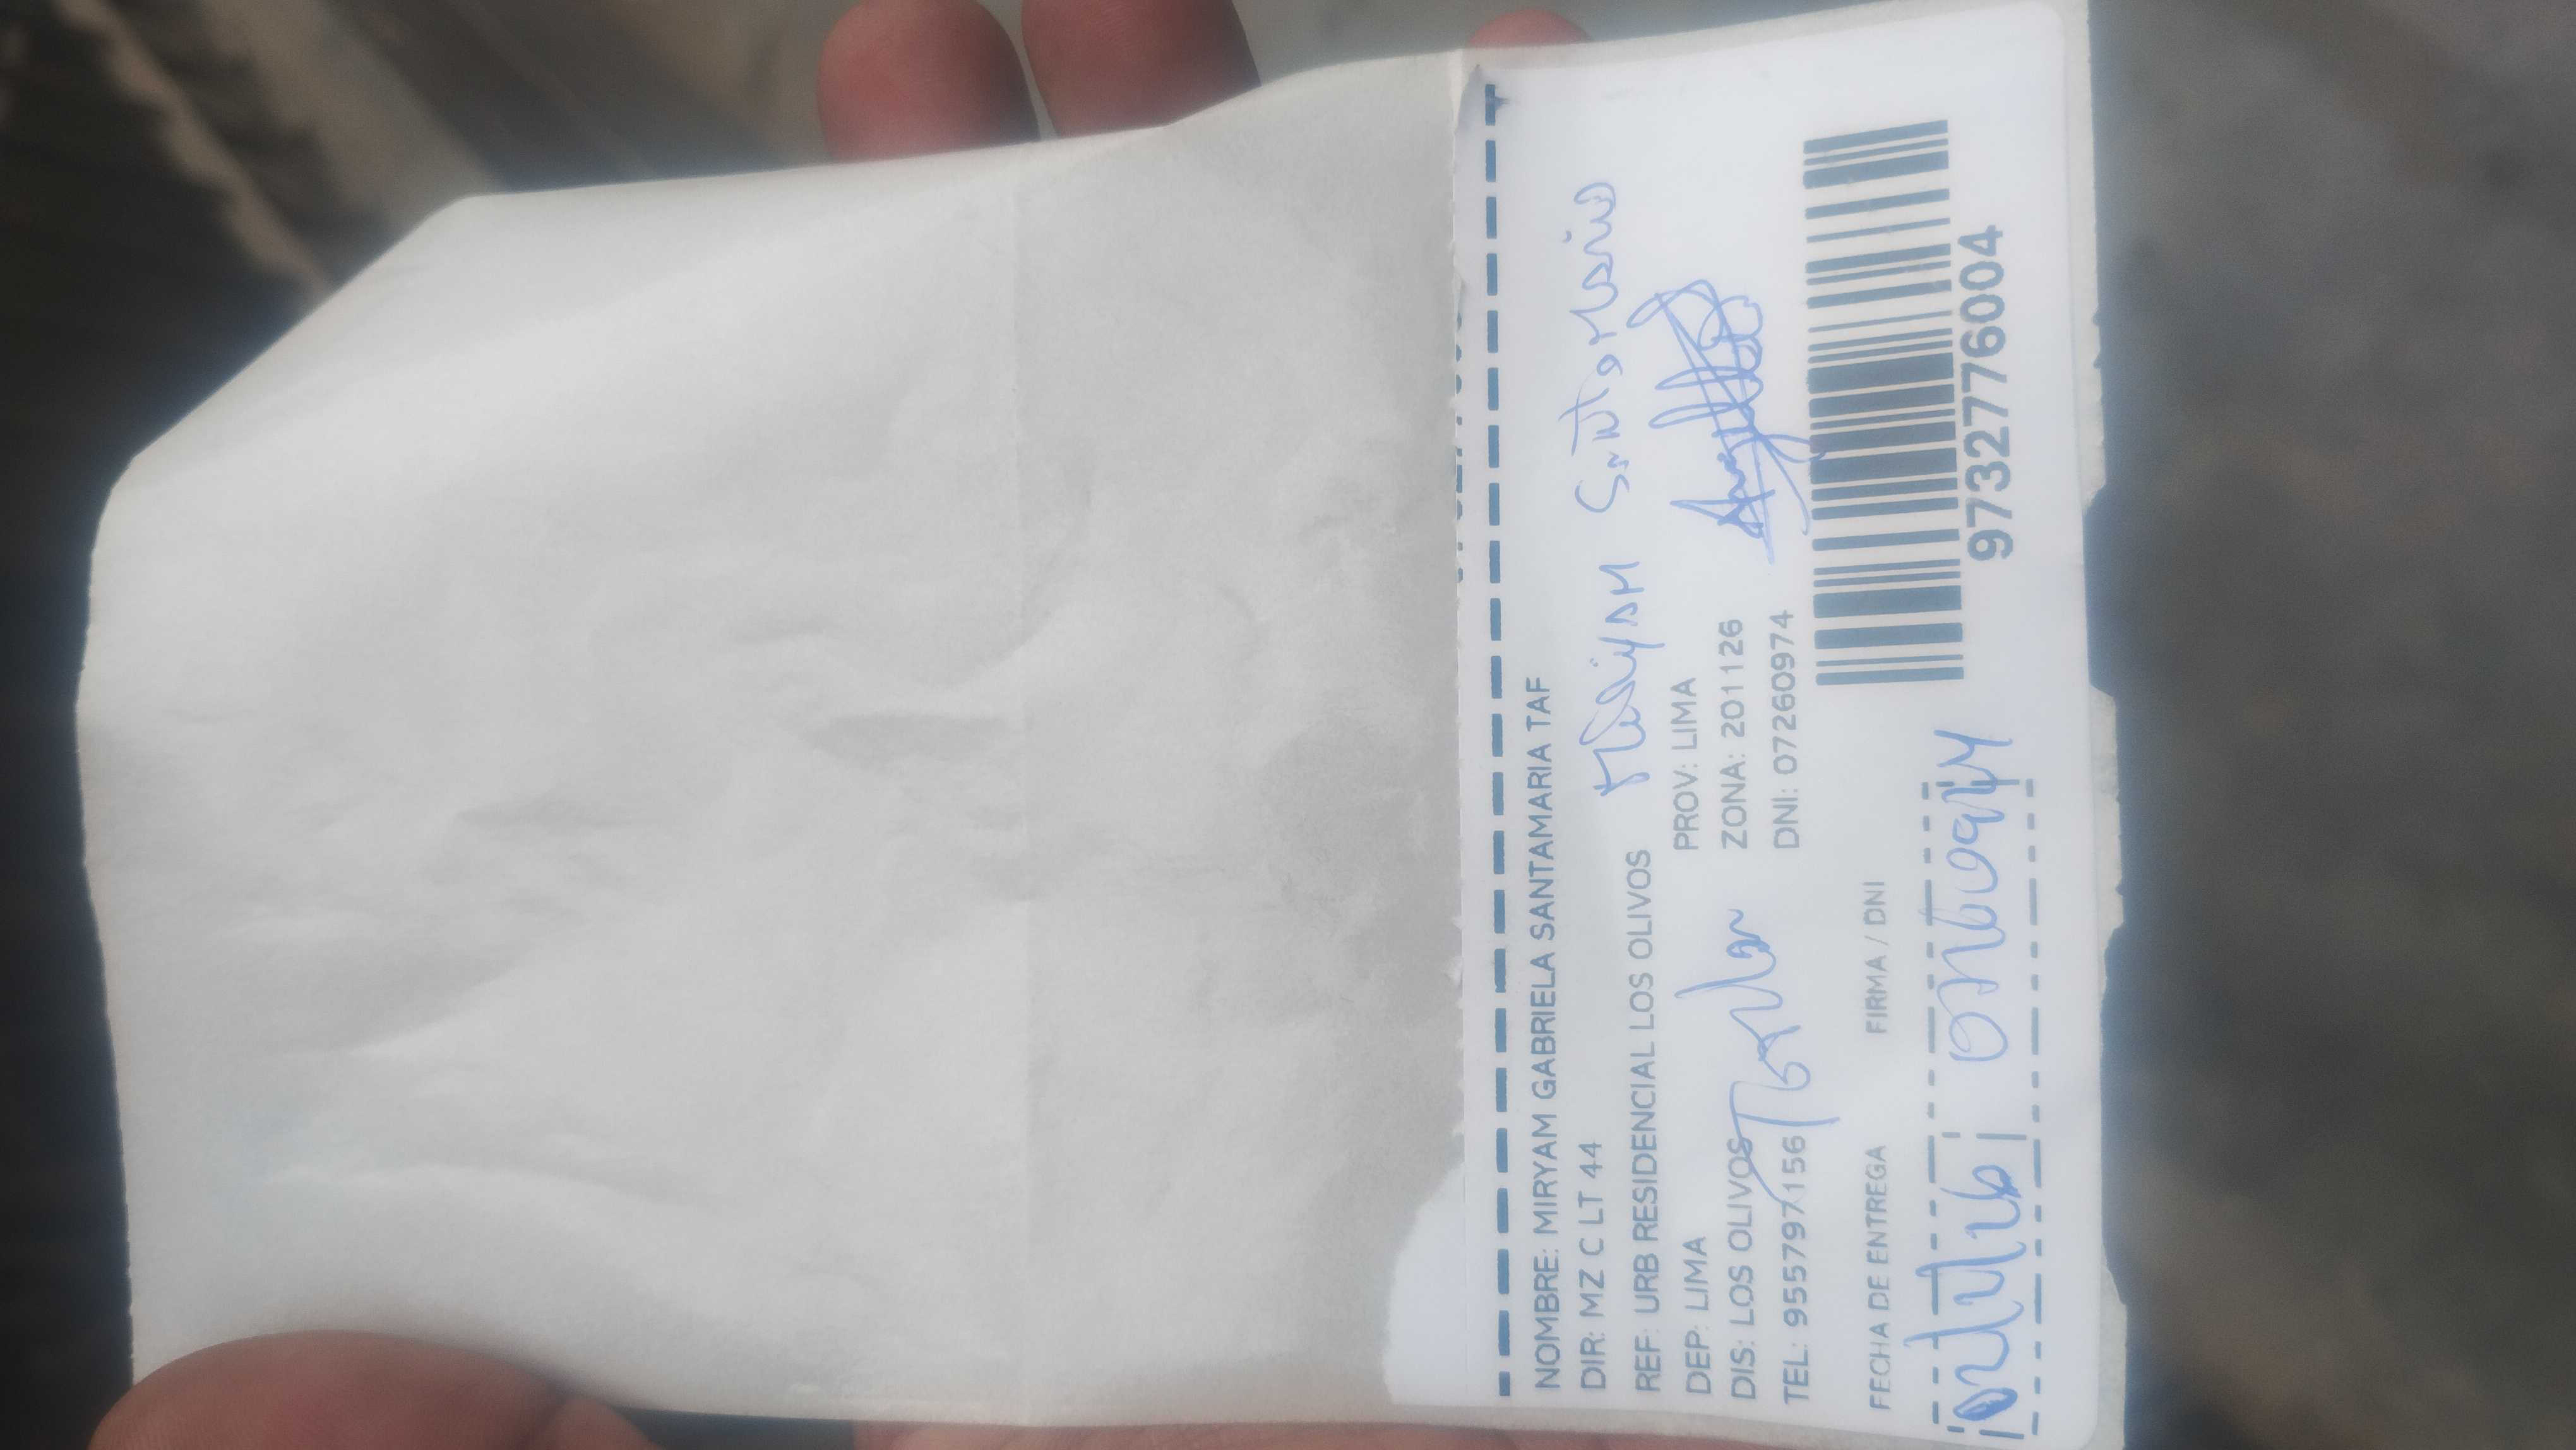 NOMBRE: MIRYAM GABRIELA SANTAMARIA TAF
DIR: MZ C LT 44
REF: URB RESIDENCIAL LOS OLIVOS
Miriyam Santamaria
DEP: LIMA PROV: LIMA
DIS: LOS OLIVOS ZONA: 201126
TEL: 955797156 DNI: 07260974
FECHA DE ENTREGA FIRMA / DNI
07260974
9732776004